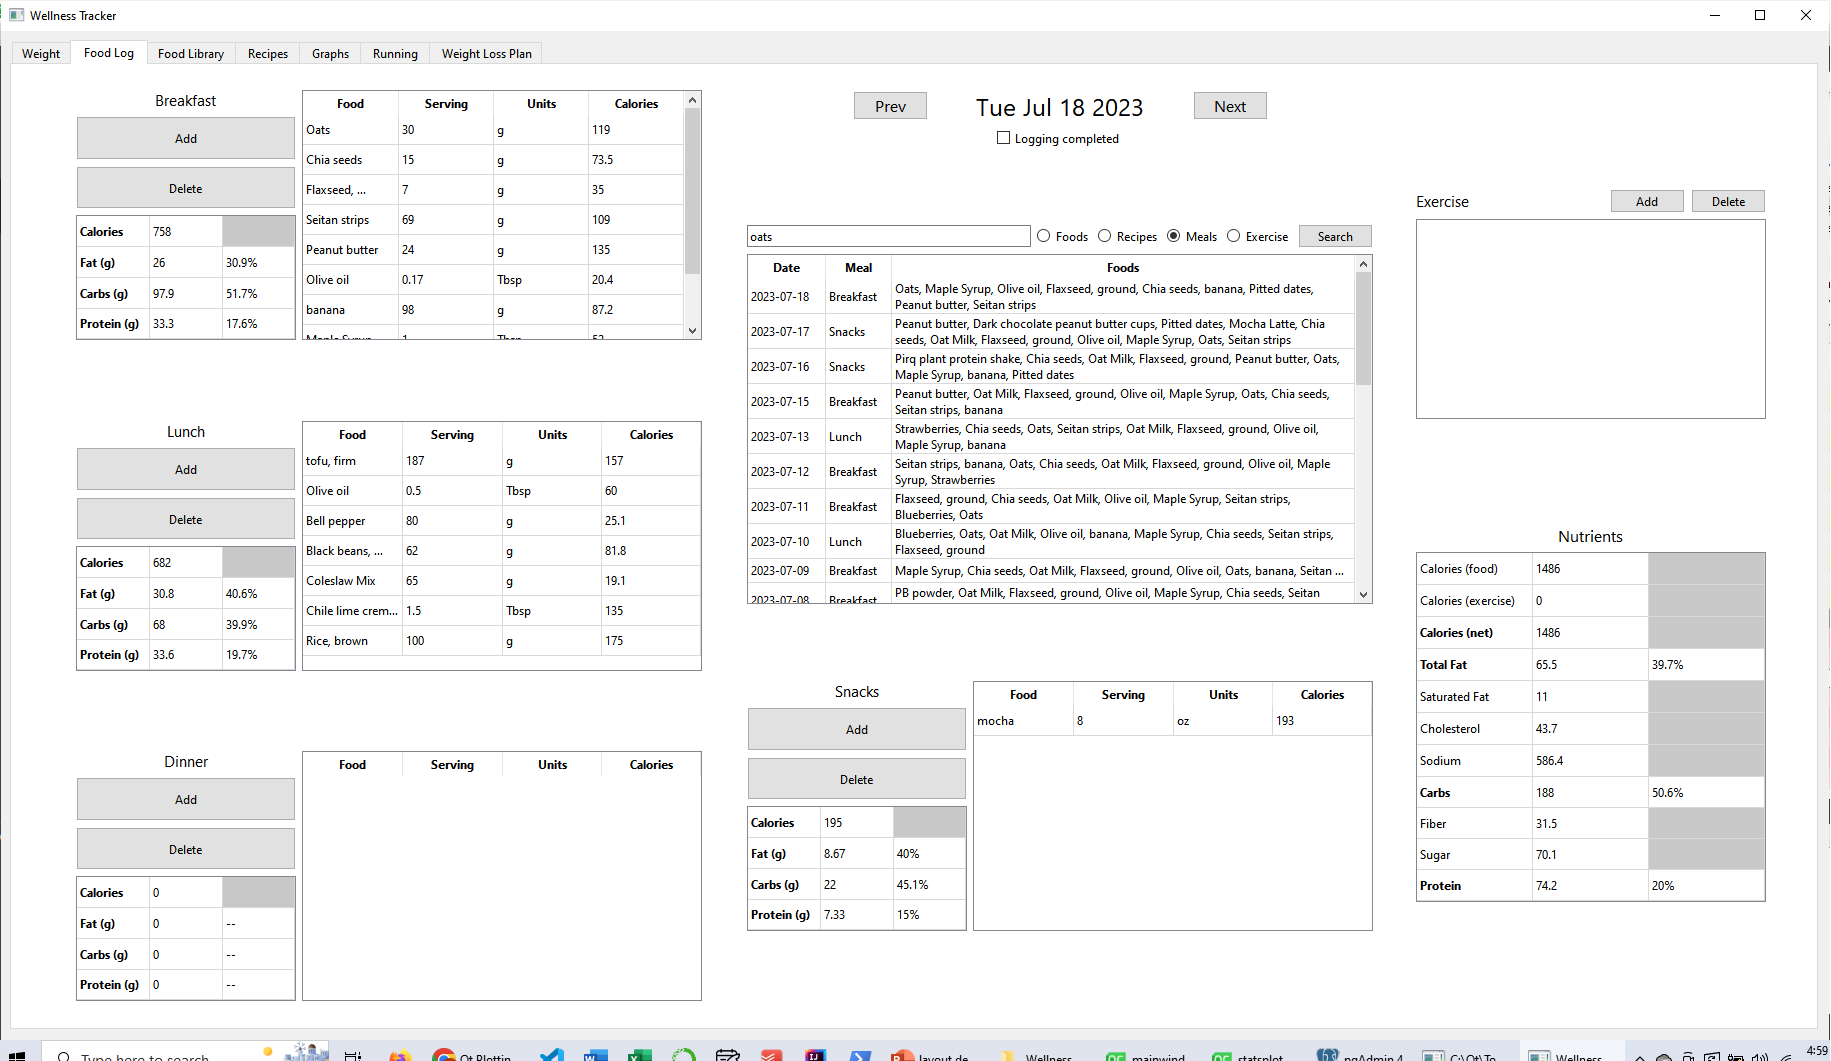 Wellness Tracker
Weight Food Log Food Library Recipes Graphs Running Weight Loss Plan
Breakfast
Add
Delete
Calories 758
Fat (g) 26 30.9%
Carbs (g) 97.9 51.7%
Protein (g) 33.3 17.6%
Food Serving Units Calories
Oats 30 g 119
Chia seeds 15 g 73.5
Flaxseed, ... 7 g 35
Seitan strips 69 g 109
Peanut butter 24 g 135
Olive oil 0.17 Tbsp 20.4
banana 98 g 87.2
Maple Syrup 1 Tbsp 52
Lunch
Add
Delete
Calories 682
Fat (g) 30.8 40.6%
Carbs (g) 68 39.9%
Protein (g) 33.6 19.7%
Food Serving Units Calories
tofu, firm 187 g 157
Olive oil 0.5 Tbsp 60
Bell pepper 80 g 25.1
Black beans, ... 62 g 81.8
Coleslaw Mix 65 g 19.1
Chile lime crem... 1.5 Tbsp 135
Rice, brown 100 g 175
Dinner
Add
Delete
Calories 0
Fat (g) 0 --
Carbs (g) 0 --
Protein (g) 0 --
Food Serving Units Calories
Prev Tue Jul 18 2023 Next
Logging completed
oats Foods Recipes Meals Exercise Search
Date Meal Foods
2023-07-18 Breakfast Oats, Maple Syrup, Olive oil, Flaxseed, ground, Chia seeds, banana, Pitted dates,
Peanut butter, Seitan strips
2023-07-17 Snacks Peanut butter, Dark chocolate peanut butter cups, Pitted dates, Mocha Latte, Chia
seeds, Oat Milk, Flaxseed, ground, Olive oil, Maple Syrup, Oats, Seitan strips
2023-07-16 Snacks Pirq plant protein shake, Chia seeds, Oat Milk, Flaxseed, ground, Peanut butter, Oats,
Maple Syrup, banana, Pitted dates
2023-07-15 Breakfast Peanut butter, Oat Milk, Flaxseed, ground, Olive oil, Maple Syrup, Oats, Chia seeds,
Seitan strips, banana
2023-07-13 Lunch Strawberries, Chia seeds, Oats, Seitan strips, Oat Milk, Flaxseed, ground, Olive oil,
Maple Syrup, banana
2023-07-12 Breakfast Seitan strips, banana, Oats, Chia seeds, Oat Milk, Flaxseed, ground, Olive oil, Maple
Syrup, Strawberries
2023-07-11 Breakfast Flaxseed, ground, Chia seeds, Oat Milk, Olive oil, Maple Syrup, Seitan strips,
Blueberries, Oats
2023-07-10 Lunch Blueberries, Oats, Oat Milk, Olive oil, banana, Maple Syrup, Chia seeds, Seitan strips,
Flaxseed, ground
2023-07-09 Breakfast Maple Syrup, Chia seeds, Oat Milk, Flaxseed, ground, Olive oil, Oats, banana, Seitan ...
2023-07-08 Breakfast PB powder, Oat Milk, Flaxseed, ground, Olive oil, Maple Syrup, Chia seeds, Seitan
Snacks
Add
Delete
Calories 195
Fat (g) 8.67 40%
Carbs (g) 22 45.1%
Protein (g) 7.33 15%
Food Serving Units Calories
mocha 8 oz 193
Exercise Add Delete
Nutrients
Calories (food) 1486
Calories (exercise) 0
Calories (net) 1486
Total Fat 65.5 39.7%
Saturated Fat 11
Cholesterol 43.7
Sodium 586.4
Carbs 188 50.6%
Fiber 31.5
Sugar 70.1
Protein 74.2 20%
Type here to search Qt Plottin layout de Wellness mainwind statsplot pgAdmin 4 C:\Qt\To Wellness 4:59